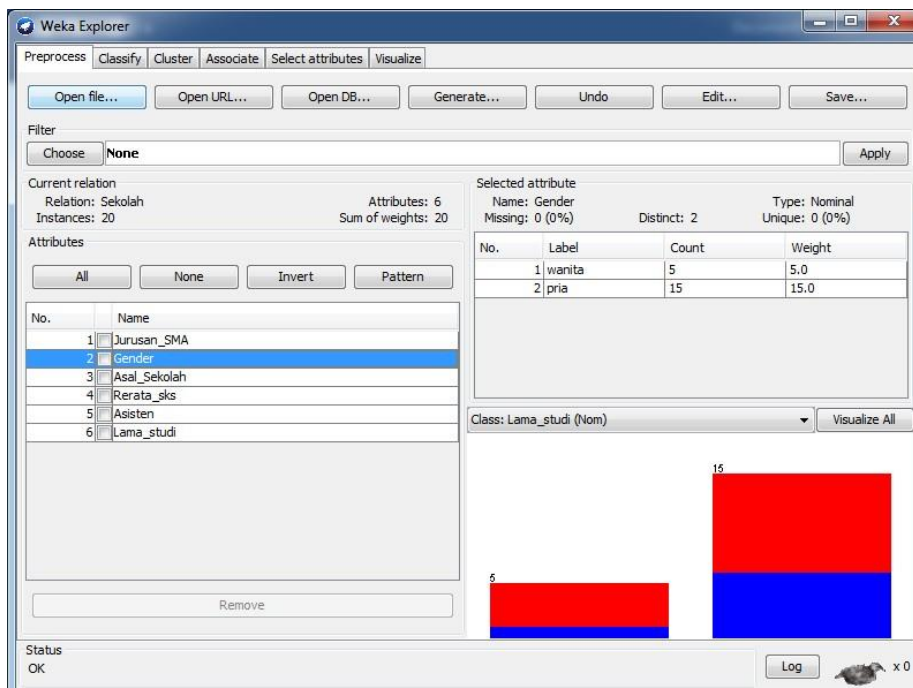 Weka Explorer
Preprocess Classify Cluster Associate Select attributes Visualize
Open file... Open URL... Open DB... Generate... Undo Edit... Save...
Filter
Choose None Apply
Current relation
Relation: Sekolah Attributes: 6
Instances: 20 Sum of weights: 20
Attributes
All None Invert Pattern
No. Name
1 Jurusan_SMA
2 Gender
3 Asal_Sekolah
4 Rerata_sks
5 Asisten
6 Lama_studi
Remove
Selected attribute
Name: Gender Type: Nominal
Missing: 0 (0%) Distinct: 2 Unique: 0 (0%)
No. Label Count Weight
1 wanita 5 5.0
2 pria 15 15.0
Class: Lama_studi (Nom) Visualize All
15
5
Status
OK Log x 0